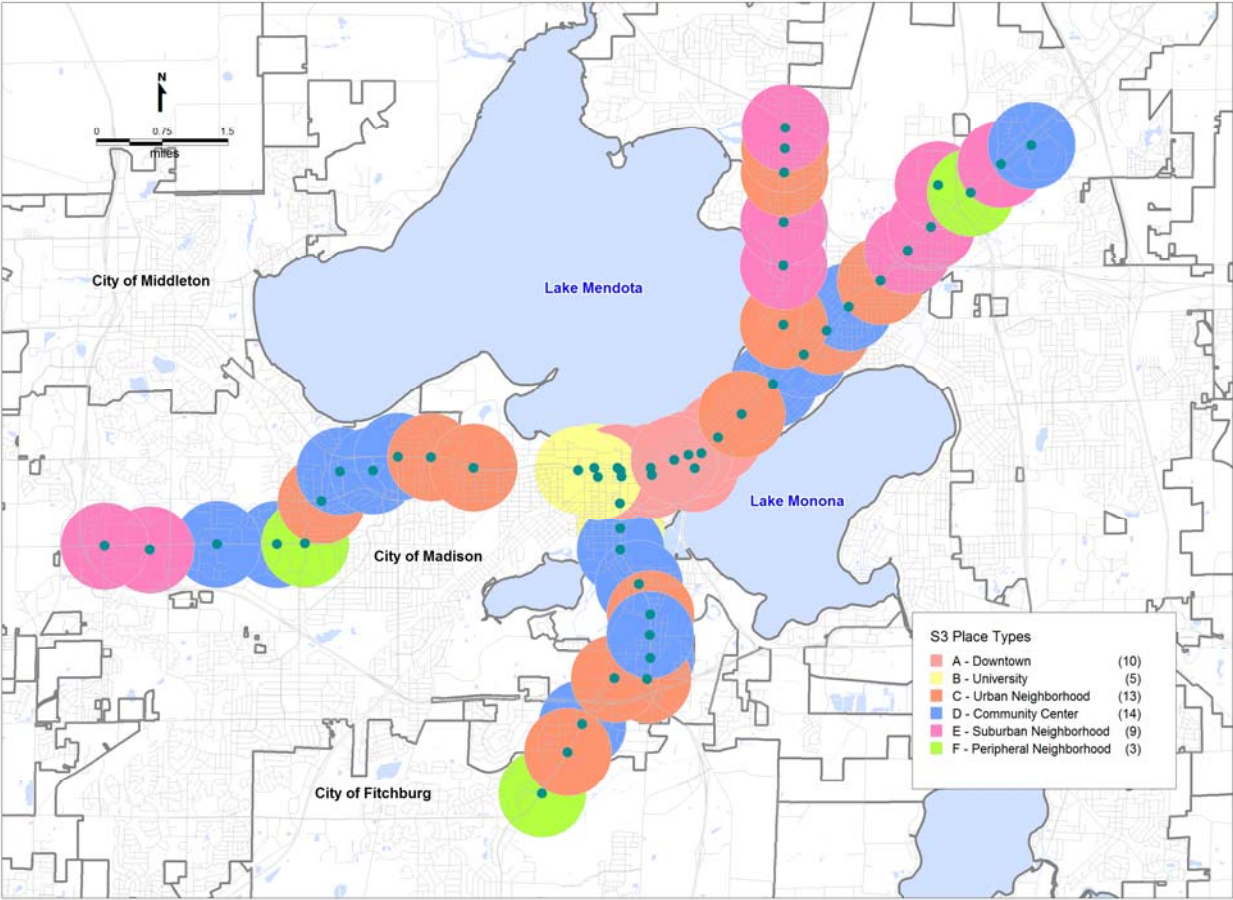 N
0 0.75 1.5
miles
City of Middleton
Lake Mendota
Lake Monona
City of Madison
City of Fitchburg
S3 Place Types
A - Downtown (10)
B - University (5)
C - Urban Neighborhood (13)
D - Community Center (14)
E - Suburban Neighborhood (9)
F - Peripheral Neighborhood (3)